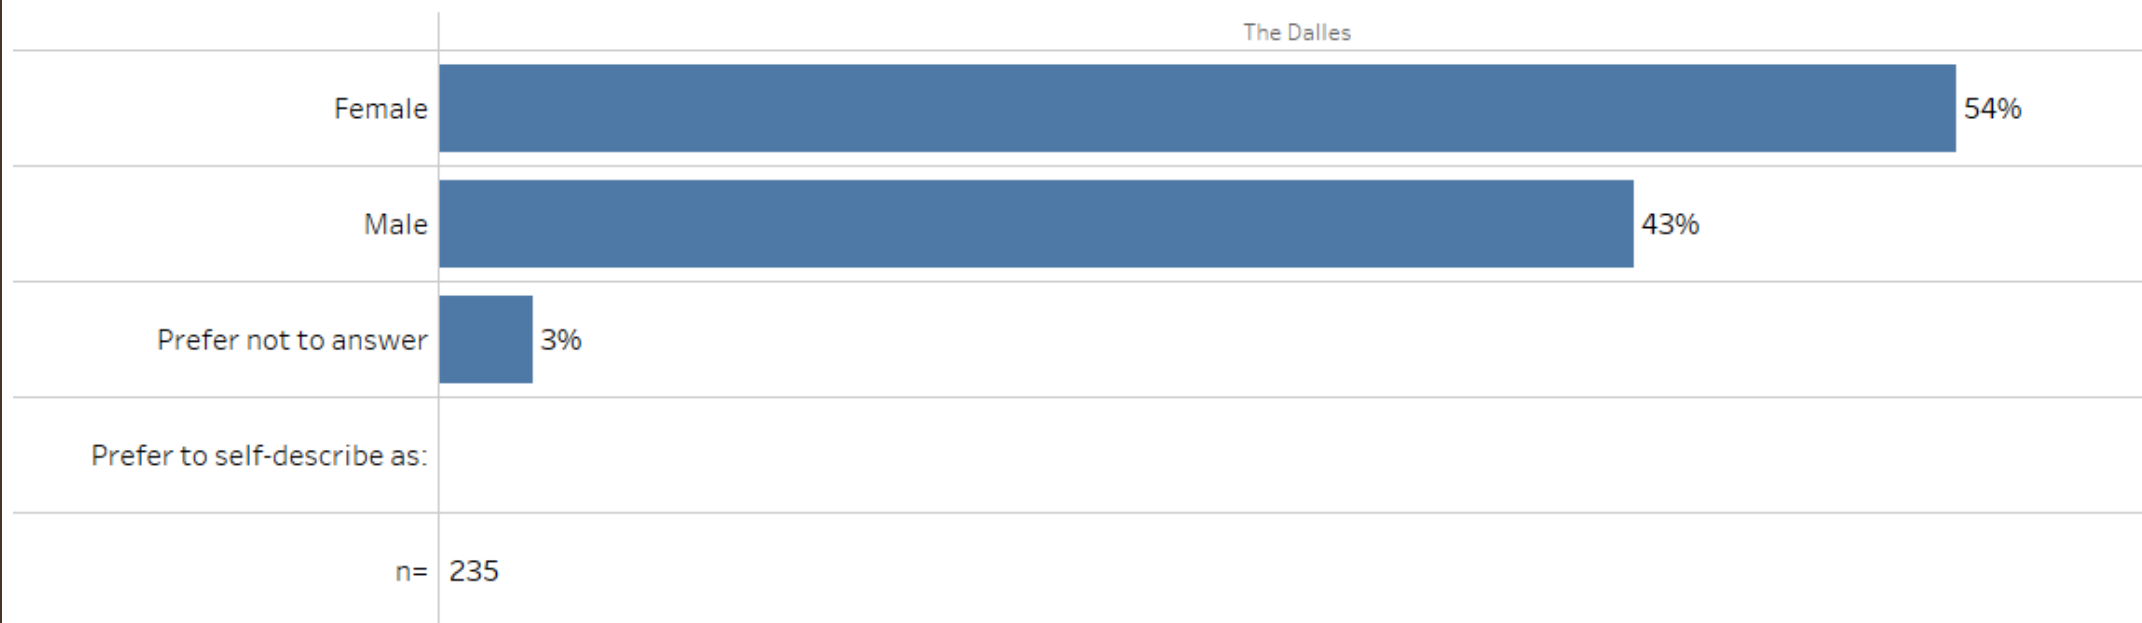 The Dalles
Female 54%
Male 43%
Prefer not to answer 3%
Prefer to self-describe as:
n= 235